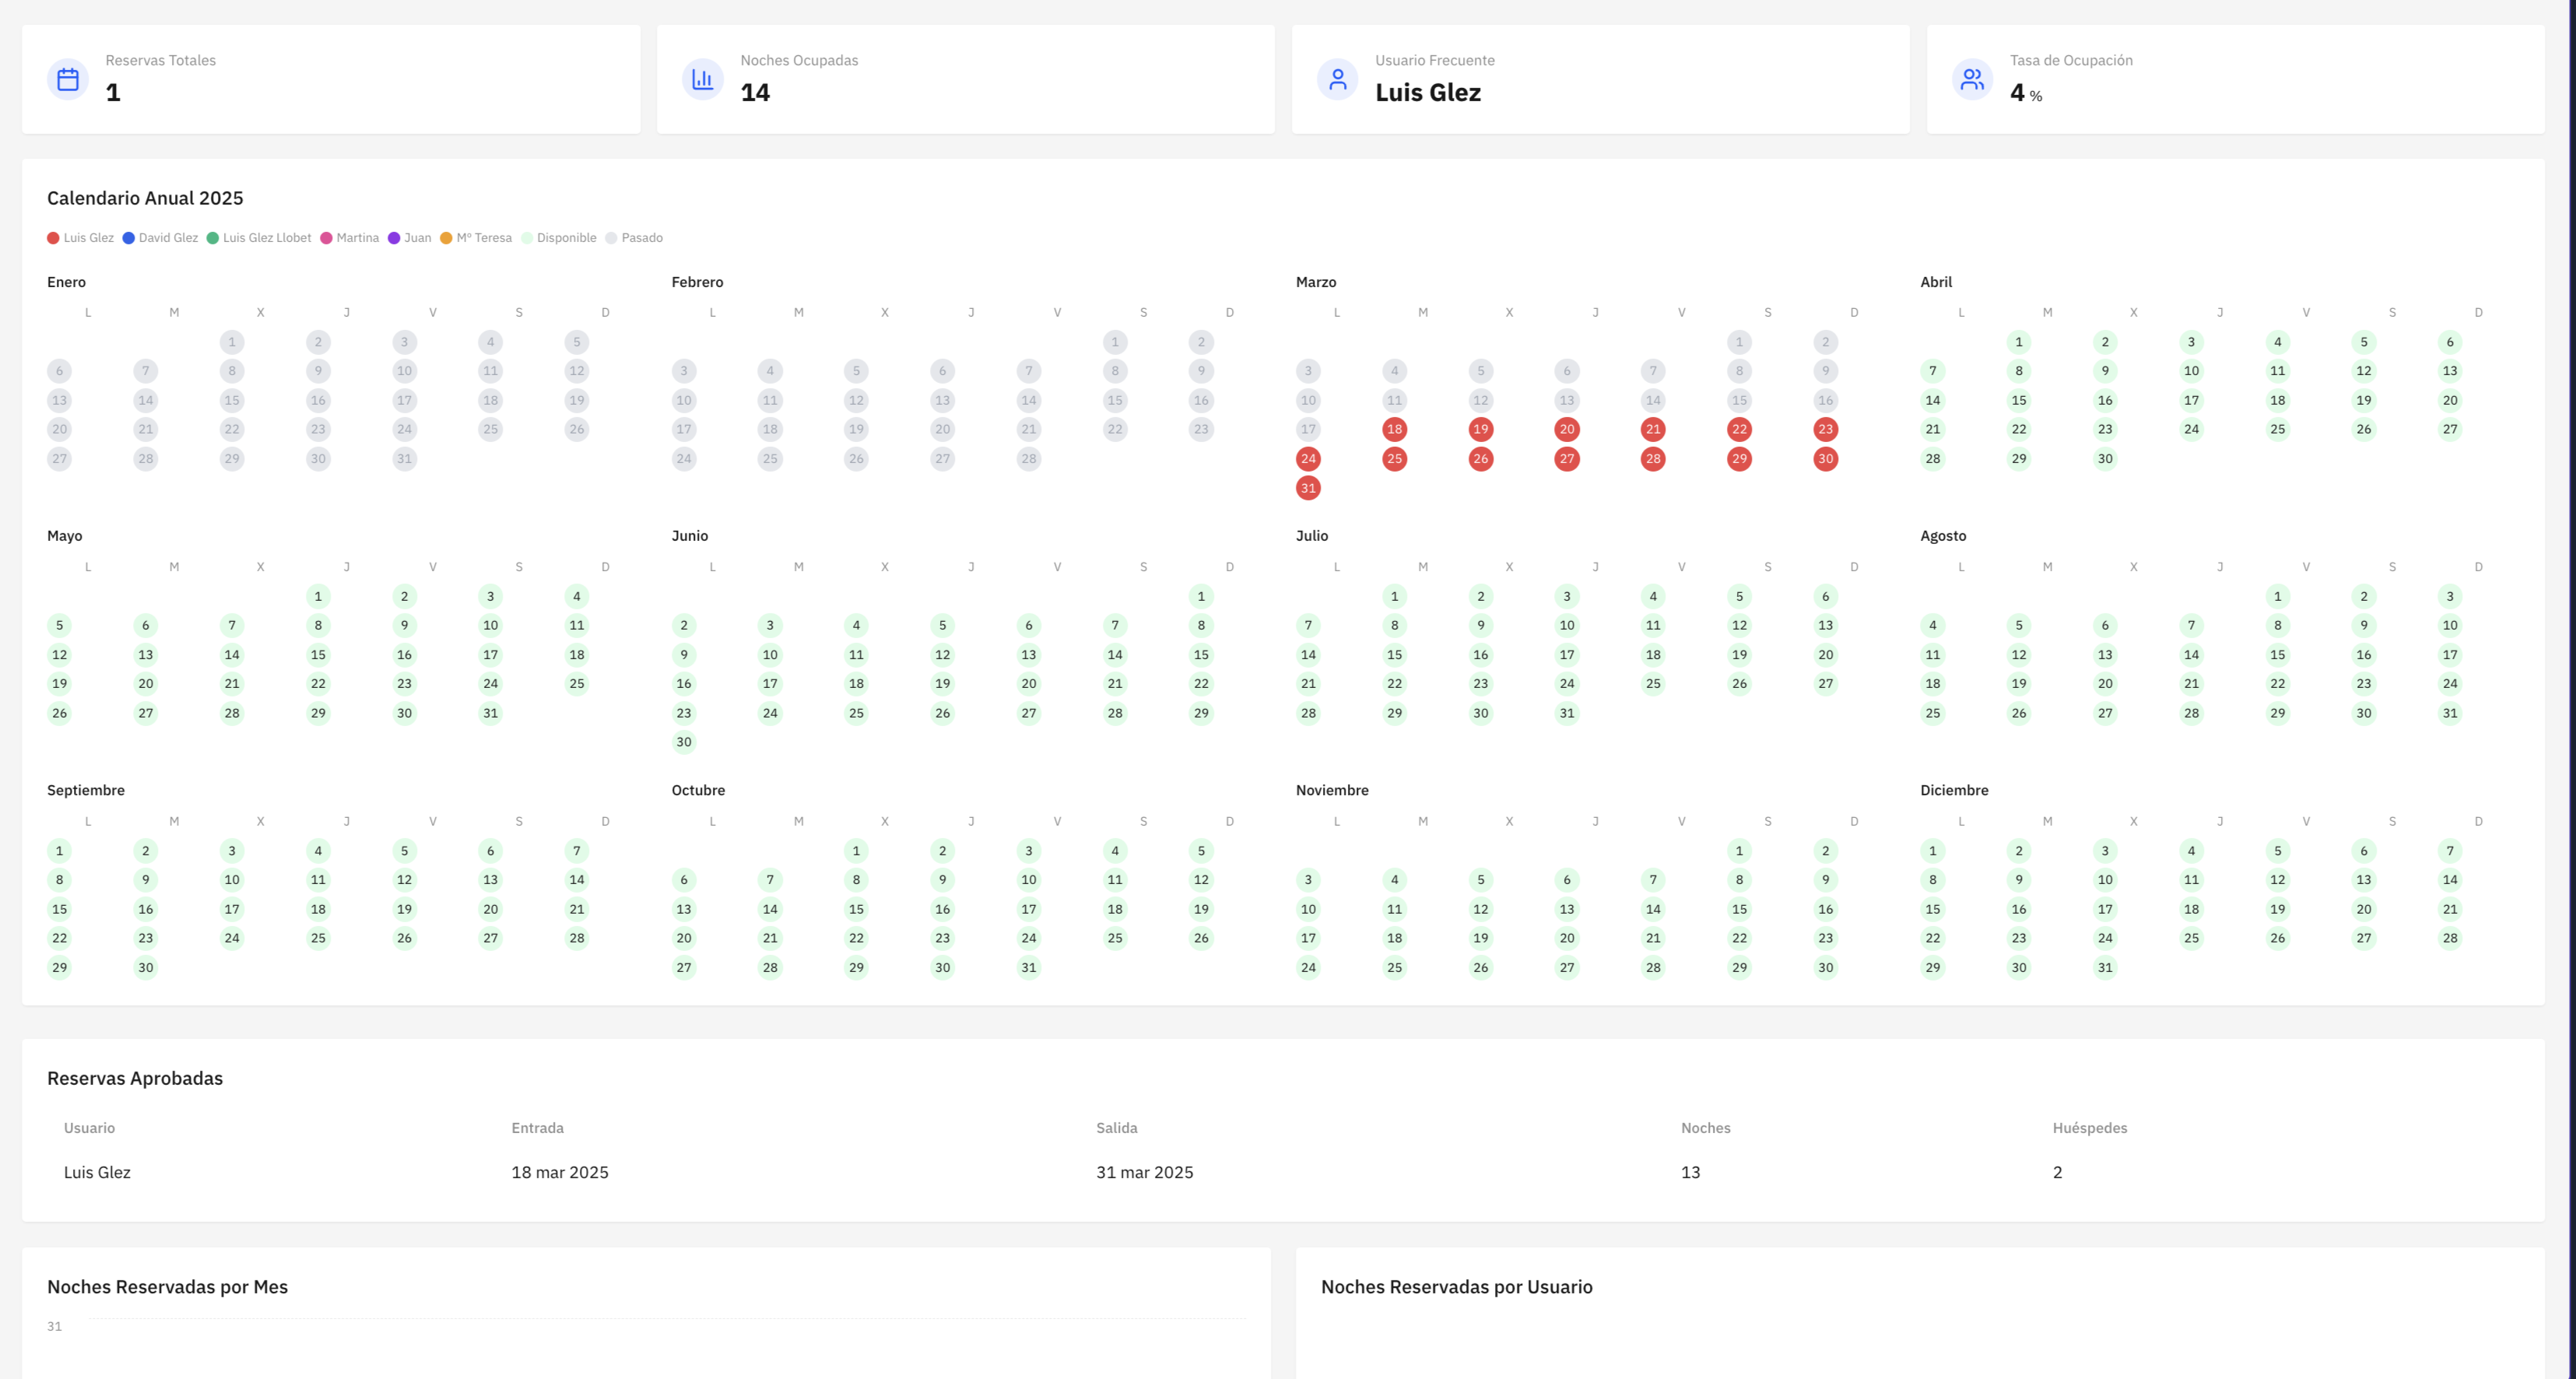 Reservas Totales
1
Noches Ocupadas
14
Usuario Frecuente
Luis Glez
Tasa de Ocupación
4 %
Calendario Anual 2025
Luis Glez David Glez Luis Glez Llobet Martina Juan Mº Teresa Disponible Pasado
Enero
L M X J V S D
1 2 3 4 5
6 7 8 9 10 11 12
13 14 15 16 17 18 19
20 21 22 23 24 25 26
27 28 29 30 31
Febrero
L M X J V S D
1 2
3 4 5 6 7 8 9
10 11 12 13 14 15 16
17 18 19 20 21 22 23
24 25 26 27 28
Marzo
L M X J V S D
1 2
3 4 5 6 7 8 9
10 11 12 13 14 15 16
17 18 19 20 21 22 23
24 25 26 27 28 29 30
31
Abril
L M X J V S D
1 2 3 4 5 6
7 8 9 10 11 12 13
14 15 16 17 18 19 20
21 22 23 24 25 26 27
28 29 30
Mayo
L M X J V S D
1 2 3 4
5 6 7 8 9 10 11
12 13 14 15 16 17 18
19 20 21 22 23 24 25
26 27 28 29 30 31
Junio
L M X J V S D
1
2 3 4 5 6 7 8
9 10 11 12 13 14 15
16 17 18 19 20 21 22
23 24 25 26 27 28 29
30
Julio
L M X J V S D
1 2 3 4 5 6
7 8 9 10 11 12 13
14 15 16 17 18 19 20
21 22 23 24 25 26 27
28 29 30 31
Agosto
L M X J V S D
1 2 3
4 5 6 7 8 9 10
11 12 13 14 15 16 17
18 19 20 21 22 23 24
25 26 27 28 29 30 31
Septiembre
L M X J V S D
1 2 3 4 5 6 7
8 9 10 11 12 13 14
15 16 17 18 19 20 21
22 23 24 25 26 27 28
29 30
Octubre
L M X J V S D
1 2 3 4 5
6 7 8 9 10 11 12
13 14 15 16 17 18 19
20 21 22 23 24 25 26
27 28 29 30 31
Noviembre
L M X J V S D
1 2
3 4 5 6 7 8 9
10 11 12 13 14 15 16
17 18 19 20 21 22 23
24 25 26 27 28 29 30
Diciembre
L M X J V S D
1 2 3 4 5 6 7
8 9 10 11 12 13 14
15 16 17 18 19 20 21
22 23 24 25 26 27 28
29 30 31
Reservas Aprobadas
Usuario Entrada Salida Noches Huéspedes
Luis Glez 18 mar 2025 31 mar 2025 13 2
Noches Reservadas por Mes
31
Noches Reservadas por Usuario